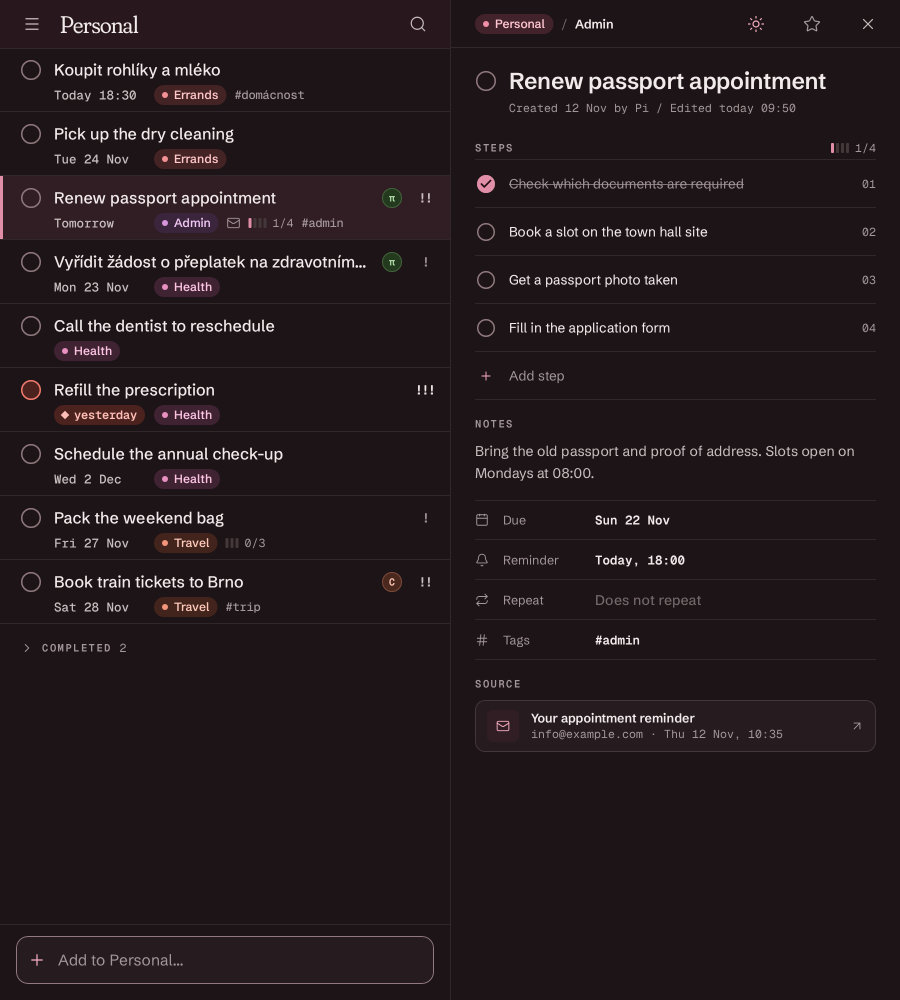 Personal
Koupit rohlíky a mléko
Today 18:30 Errands #domácnost
Pick up the dry cleaning
Tue 24 Nov Errands
Renew passport appointment π !!
Tomorrow Admin 1/4 #admin
Vyřídit žádost o přeplatek na zdravotním… π !
Mon 23 Nov Health
Call the dentist to reschedule
Health
Refill the prescription !!!
yesterday Health
Schedule the annual check-up
Wed 2 Dec Health
Pack the weekend bag !
Fri 27 Nov Travel 0/3
Book train tickets to Brno C !!
Sat 28 Nov Travel #trip
COMPLETED 2
Add to Personal…
Personal / Admin
Renew passport appointment
Created 12 Nov by Pi / Edited today 09:50
STEPS 1/4
Check which documents are required 01
Book a slot on the town hall site 02
Get a passport photo taken 03
Fill in the application form 04
Add step
NOTES
Bring the old passport and proof of address. Slots open on
Mondays at 08:00.
Due Sun 22 Nov
Reminder Today, 18:00
Repeat Does not repeat
Tags #admin
SOURCE
Your appointment reminder
info@example.com · Thu 12 Nov, 10:35